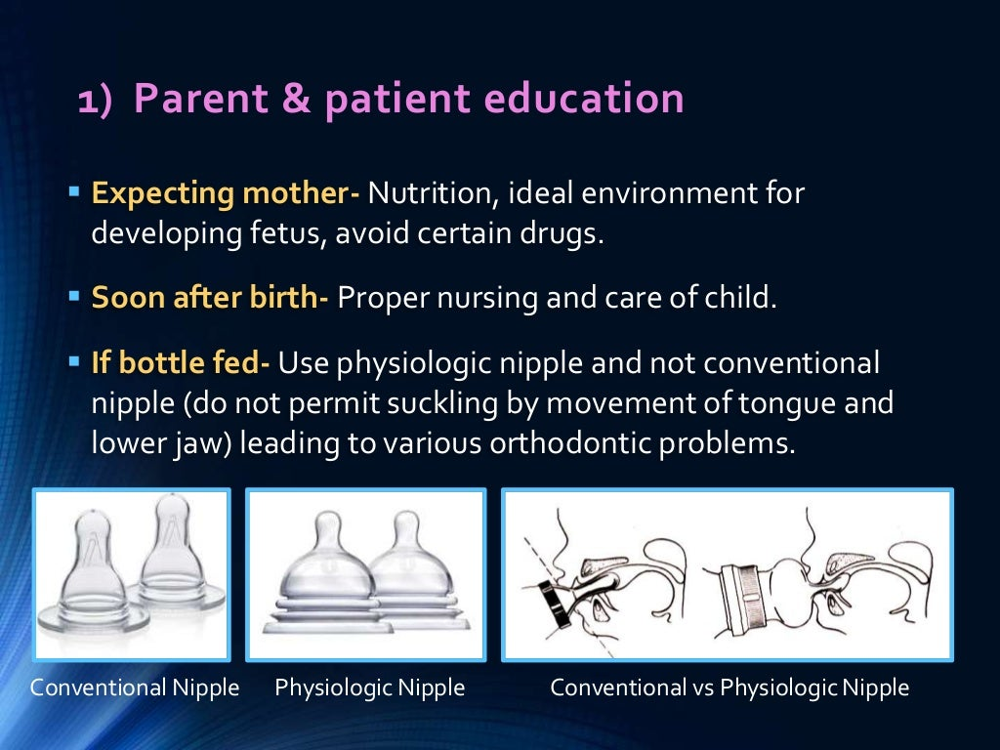 1) Parent & patient education
▪ Expecting mother- Nutrition, ideal environment for
developing fetus, avoid certain drugs.
▪ Soon after birth- Proper nursing and care of child.
▪ If bottle fed- Use physiologic nipple and not conventional
nipple (do not permit suckling by movement of tongue and
lower jaw) leading to various orthodontic problems.
Conventional Nipple
Physiologic Nipple
Conventional vs Physiologic Nipple